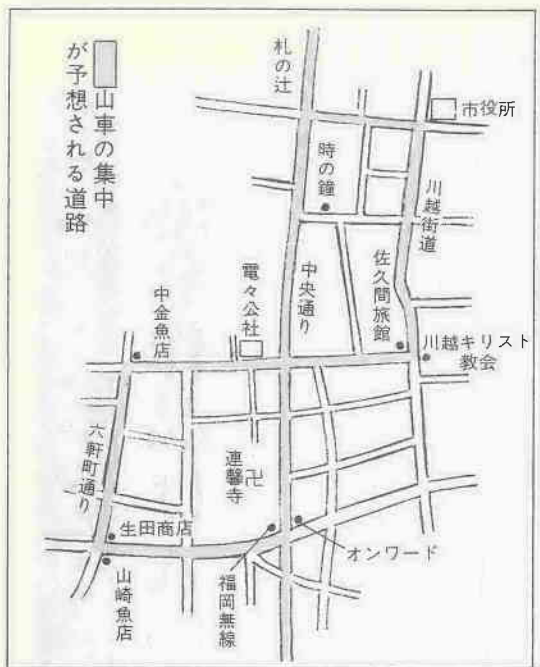 山車の集中
が予想される道路
札の辻
市役所
時の鐘
川越街道
中央通り
佐久間旅館
電々公社
中金魚店
川越キリスト
教会
六軒町通り
連馨寺
卍
生田商店
オンワード
福岡無線
山崎魚店